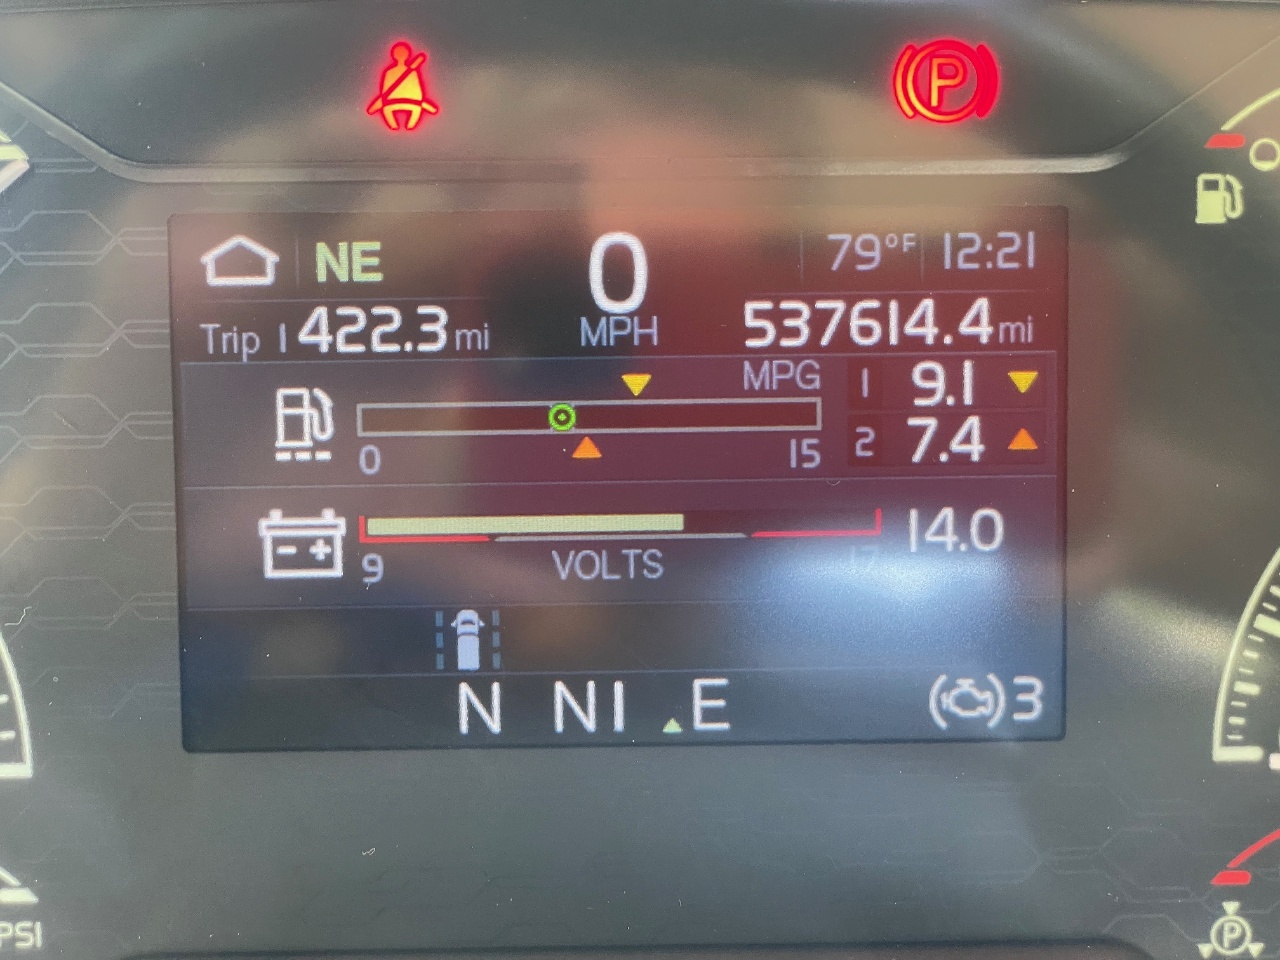 P
NE
0
79°F
12:21
Trip 1 422.3 mi
MPH
537614.4 mi
MPG
1 9.1
2 7.4
0
15
14.0
9
VOLTS
17
N NI E
3
PSI
P